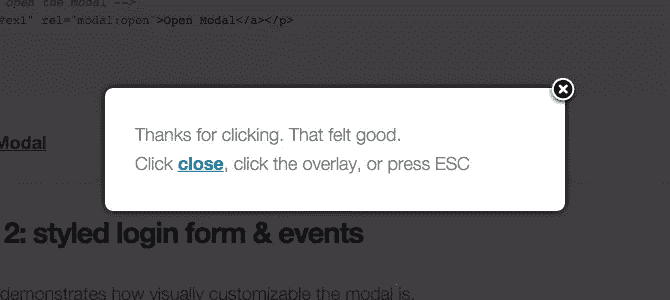 open the modal -->
#ex1" rel="modal:open">Open Modal</a></p>
Thanks for clicking. That felt good.
Click close, click the overlay, or press ESC
Modal
2: styled login form & events
demonstrates how visually customizable the modal is.